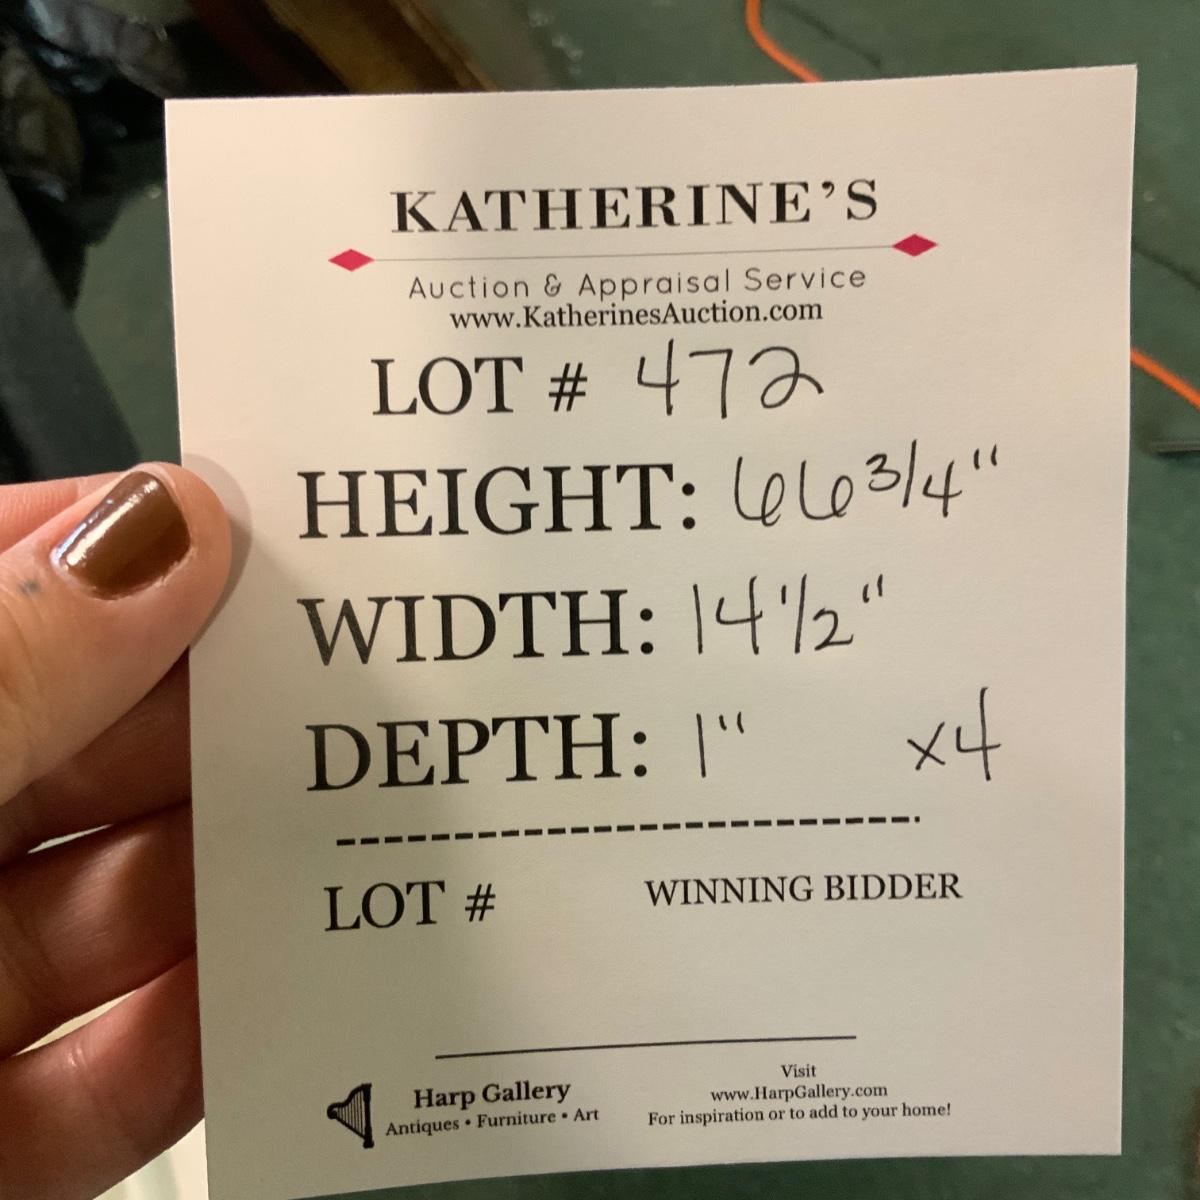 KATHERINE'S
Auction & Appraisal Service
www.KatherinesAuction.com
LOT # 472
HEIGHT: 66 3/4"
WIDTH: 14 1/2"
DEPTH: 1" x4
LOT # WINNING BIDDER
Harp Gallery
Antiques • Furniture • Art
Visit
www.HarpGallery.com
For inspiration or to add to your home!